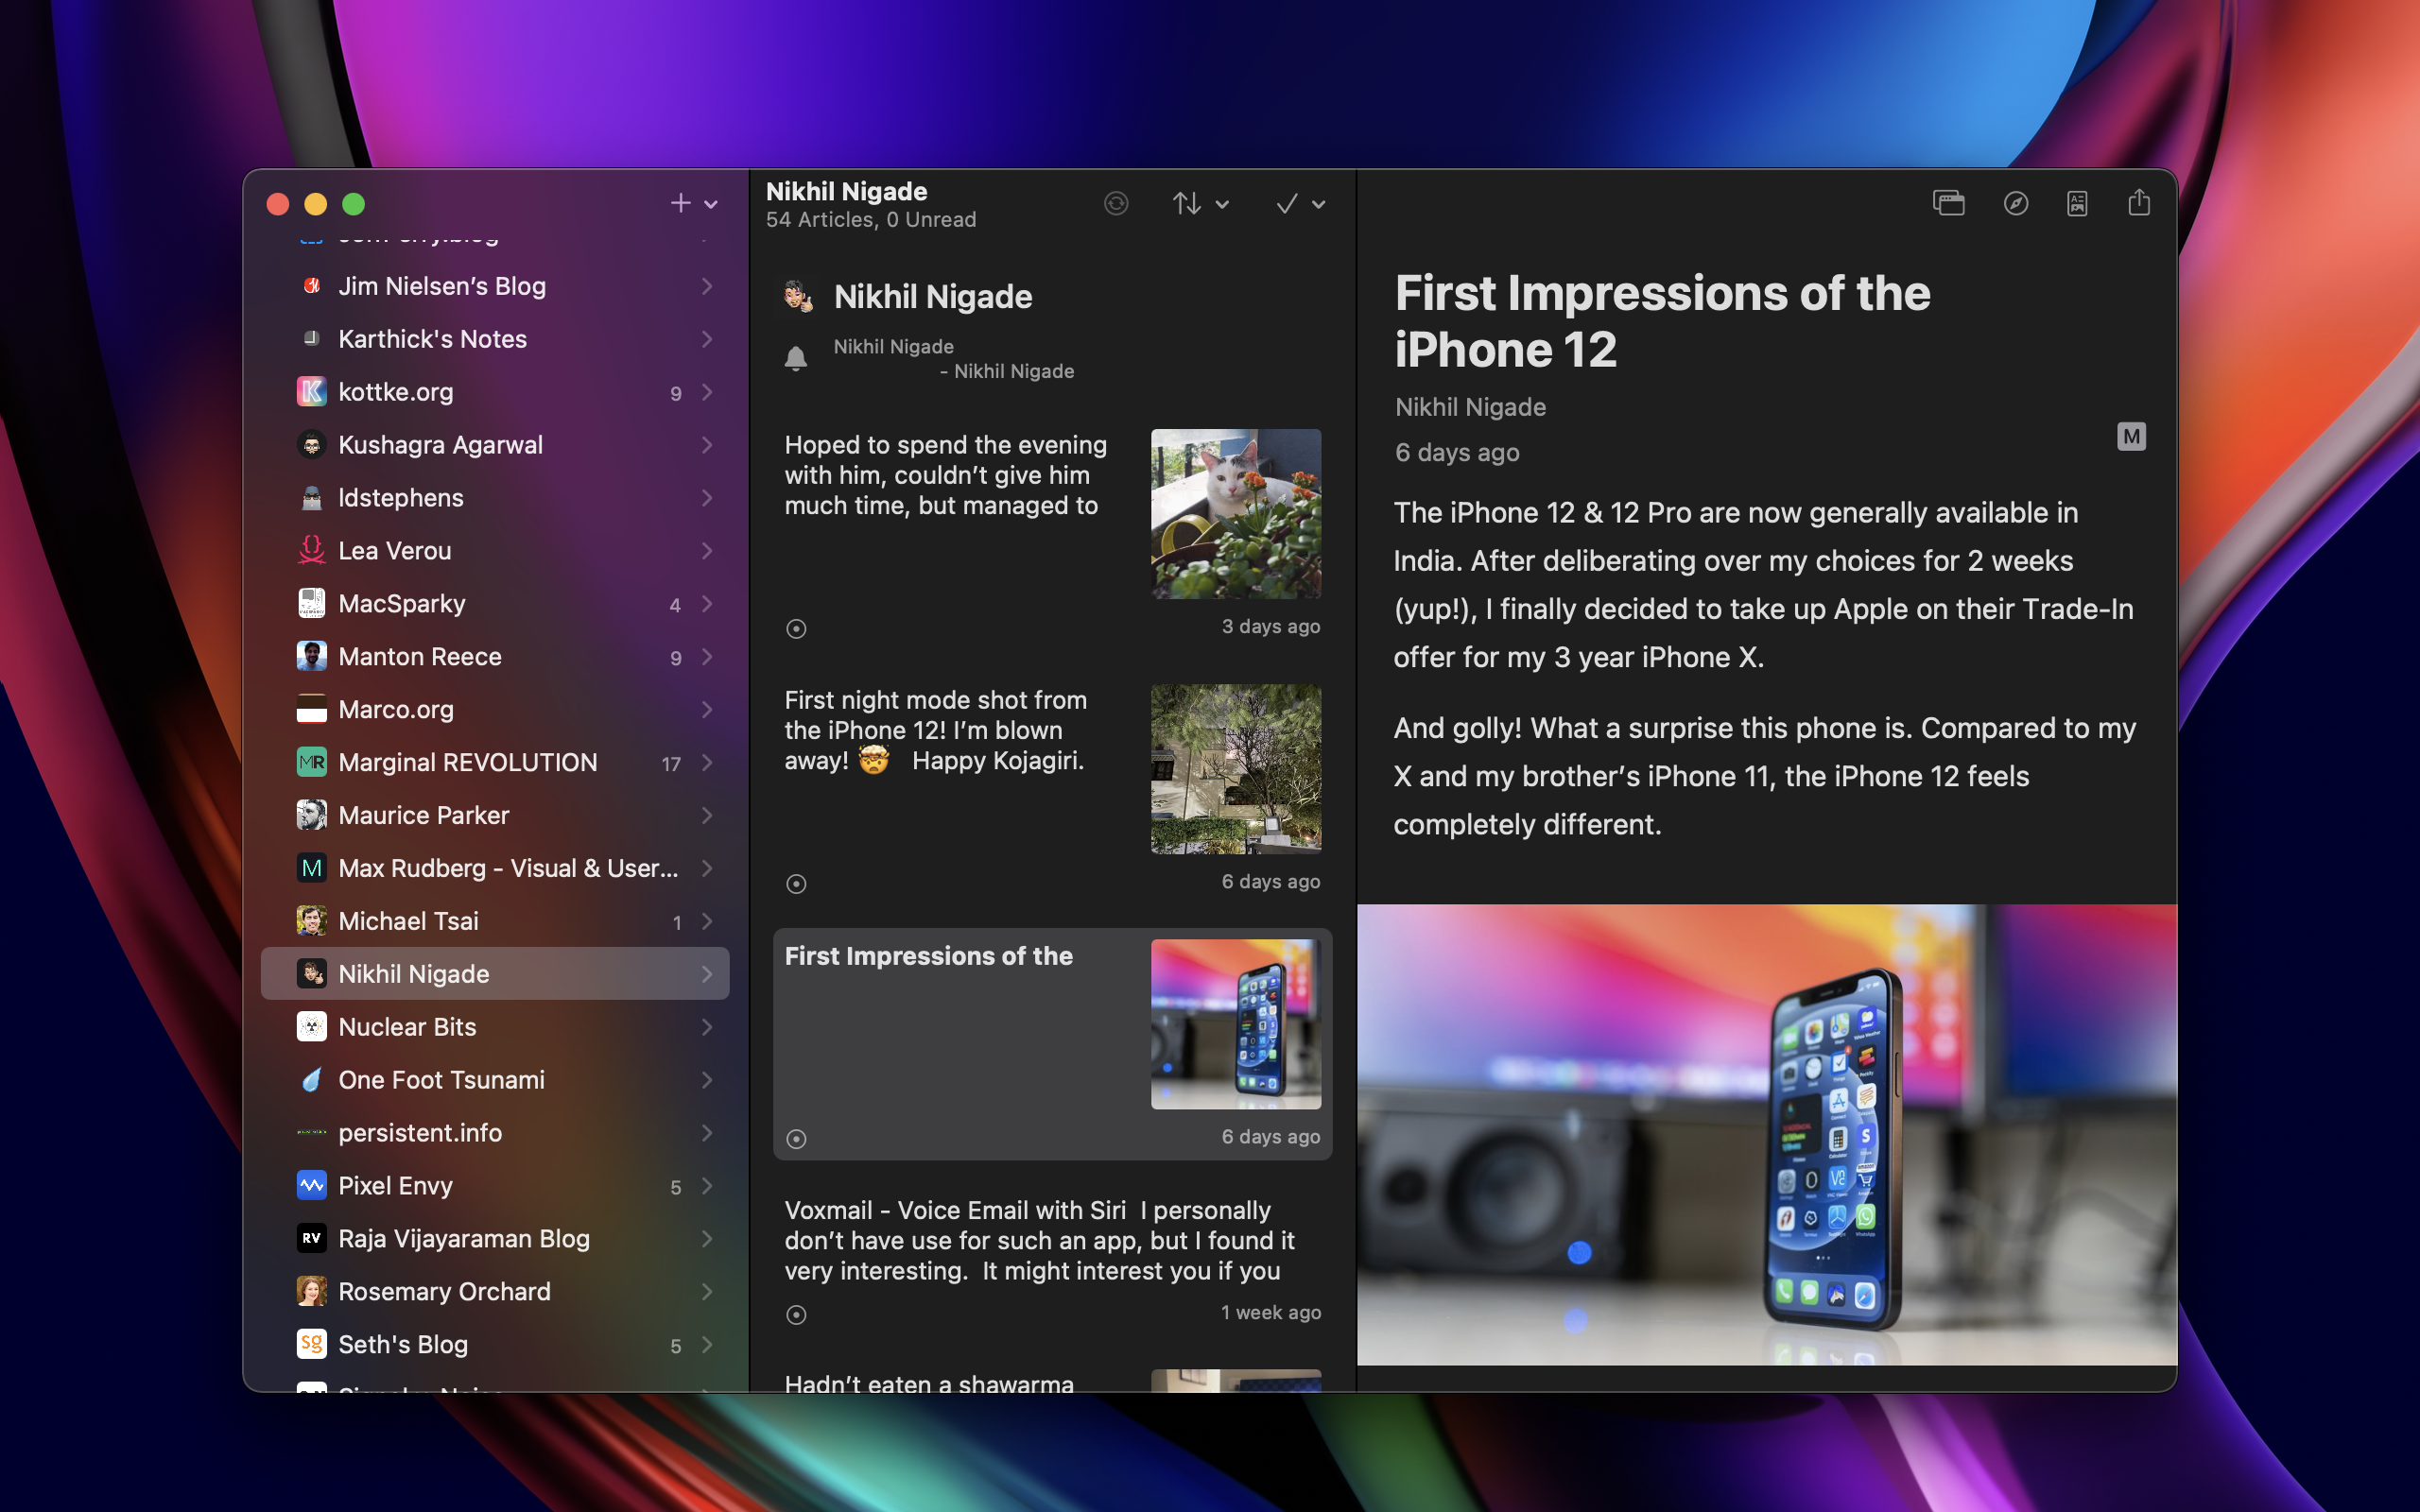 Jim Nielsen’s Blog
Karthick's Notes
kottke.org 9
Kushagra Agarwal
ldstephens
Lea Verou
MacSparky 4
Manton Reece 9
Marco.org
MR Marginal REVOLUTION 17
Maurice Parker
M Max Rudberg - Visual & User...
Michael Tsai 1
Nikhil Nigade
Nuclear Bits
One Foot Tsunami
persistent.info
Pixel Envy 5
RV Raja Vijayaraman Blog
Rosemary Orchard
sg Seth's Blog 5
Nikhil Nigade
54 Articles, 0 Unread
Nikhil Nigade
Nikhil Nigade
- Nikhil Nigade
Hoped to spend the evening
with him, couldn’t give him
much time, but managed to
3 days ago
First night mode shot from
the iPhone 12! I’m blown
away! 🤯 Happy Kojagiri.
6 days ago
First Impressions of the
6 days ago
Voxmail - Voice Email with Siri I personally
don’t have use for such an app, but I found it
very interesting. It might interest you if you
1 week ago
Hadn’t eaten a shawarma
First Impressions of the
iPhone 12
Nikhil Nigade
6 days ago
M
The iPhone 12 & 12 Pro are now generally available in
India. After deliberating over my choices for 2 weeks
(yup!), I finally decided to take up Apple on their Trade-In
offer for my 3 year iPhone X.
And golly! What a surprise this phone is. Compared to my
X and my brother’s iPhone 11, the iPhone 12 feels
completely different.